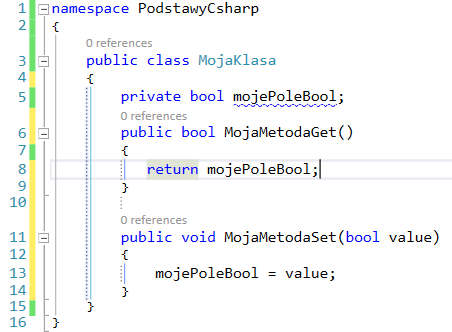 1 namespace PodstawyCsharp
2 {
0 references
3 public class MojaKlasa
4 {
5 private bool mojePoleBool;
0 references
6 public bool MojaMetodaGet()
7 {
8 return mojePoleBool;
9 }
10
0 references
11 public void MojaMetodaSet(bool value)
12 {
13 mojePoleBool = value;
14 }
15 }
16 }